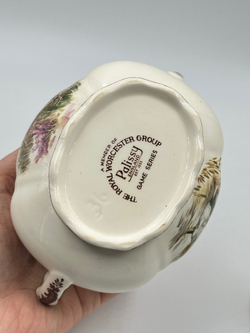 A MEMBER OF
THE ROYAL WORCESTER GROUP
Palissy
GAME SERIES